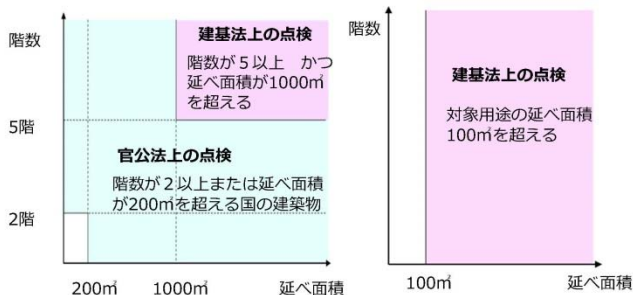 階数
建基法上の点検
階数が５以上　かつ
延べ面積が1000㎡
を超える
5階
官公法上の点検
階数が２以上または延べ面積
が200㎡を超える国の建築物
2階
200㎡
1000㎡
延べ面積
階数
建基法上の点検
対象用途の延べ面積
100㎡を超える
100㎡
延べ面積